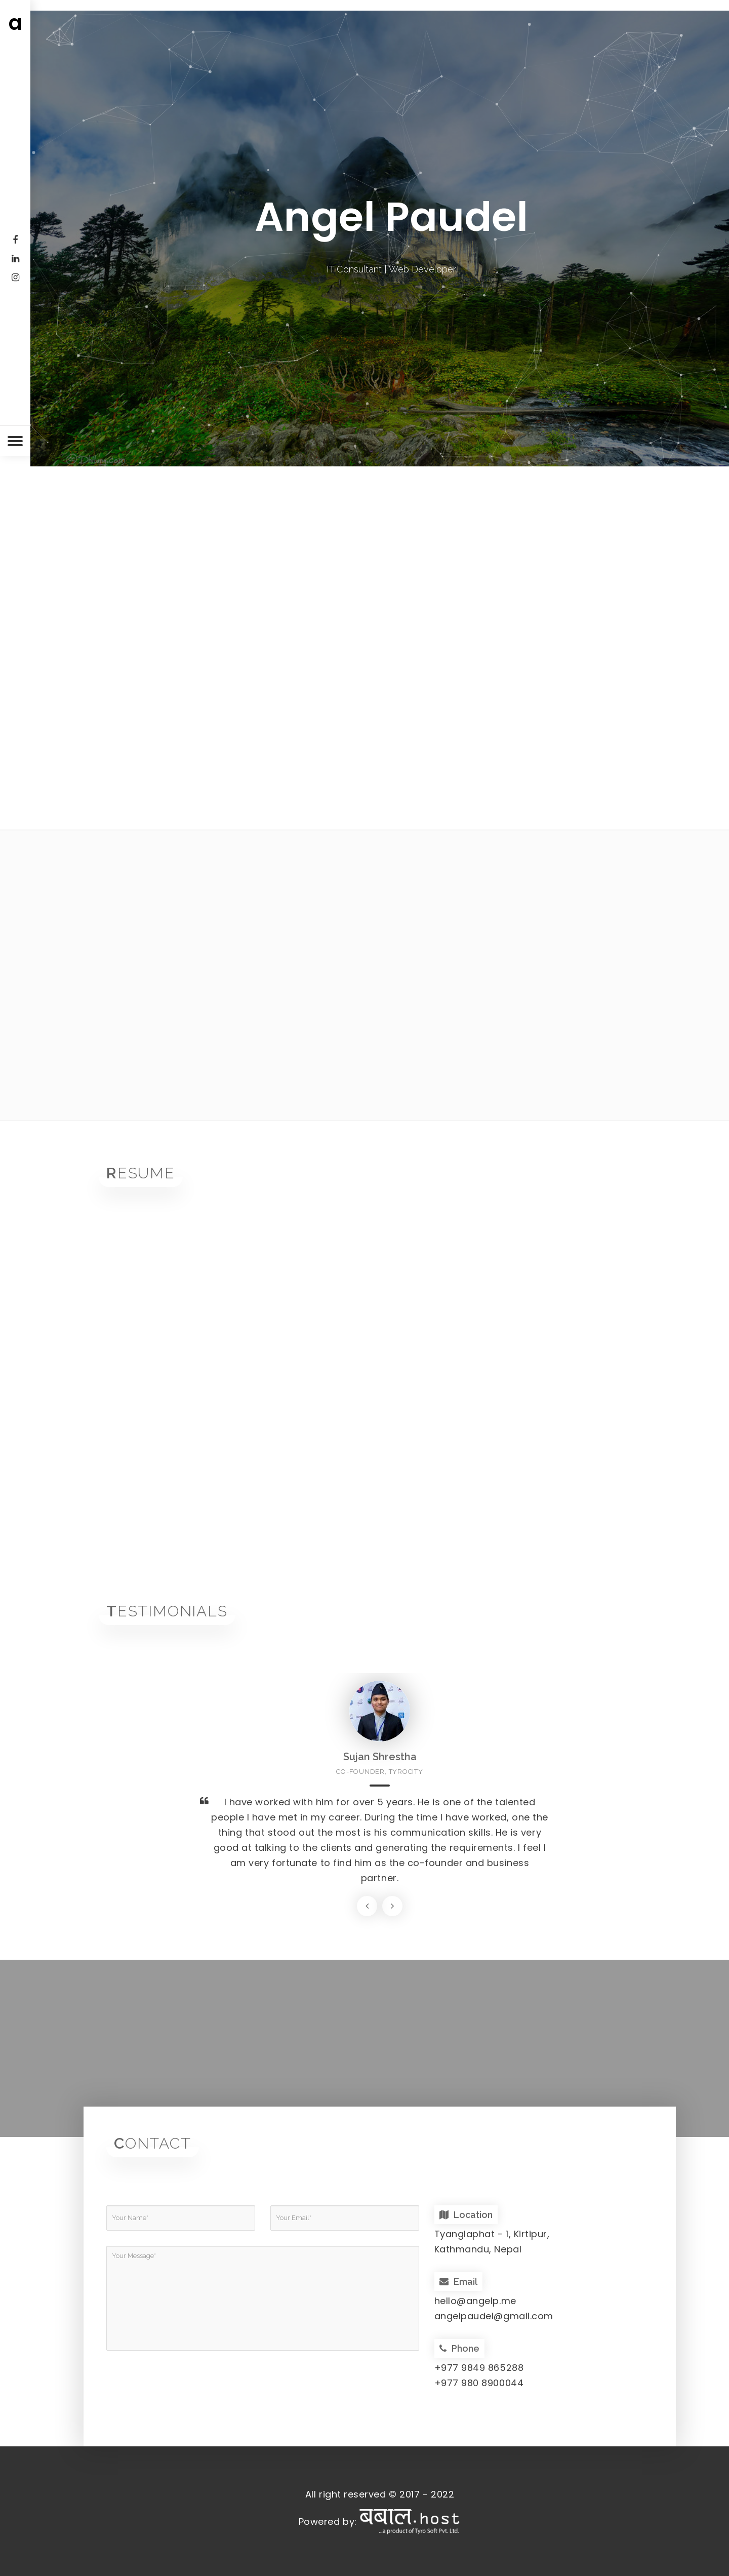 a
Angel Paudel
IT Consultant | Web Developer
RESUME
TESTIMONIALS
Sujan Shrestha
CO-FOUNDER, TYROCITY
I have worked with him for over 5 years. He is one of the talented
people I have met in my career. During the time I have worked, one the
thing that stood out the most is his communication skills. He is very
good at talking to the clients and generating the requirements. I feel I
am very fortunate to find him as the co-founder and business
partner.
CONTACT
Your Name*
Your Email*
Your Message*
Location
Tyanglaphat - 1, Kirtipur,
Kathmandu, Nepal
Email
hello@angelp.me
angelpaudel@gmail.com
Phone
+977 9849 865288
+977 980 8900044
All right reserved © 2017 - 2022
Powered by: बबाल.host
...a product of Tyro Soft Pvt. Ltd.